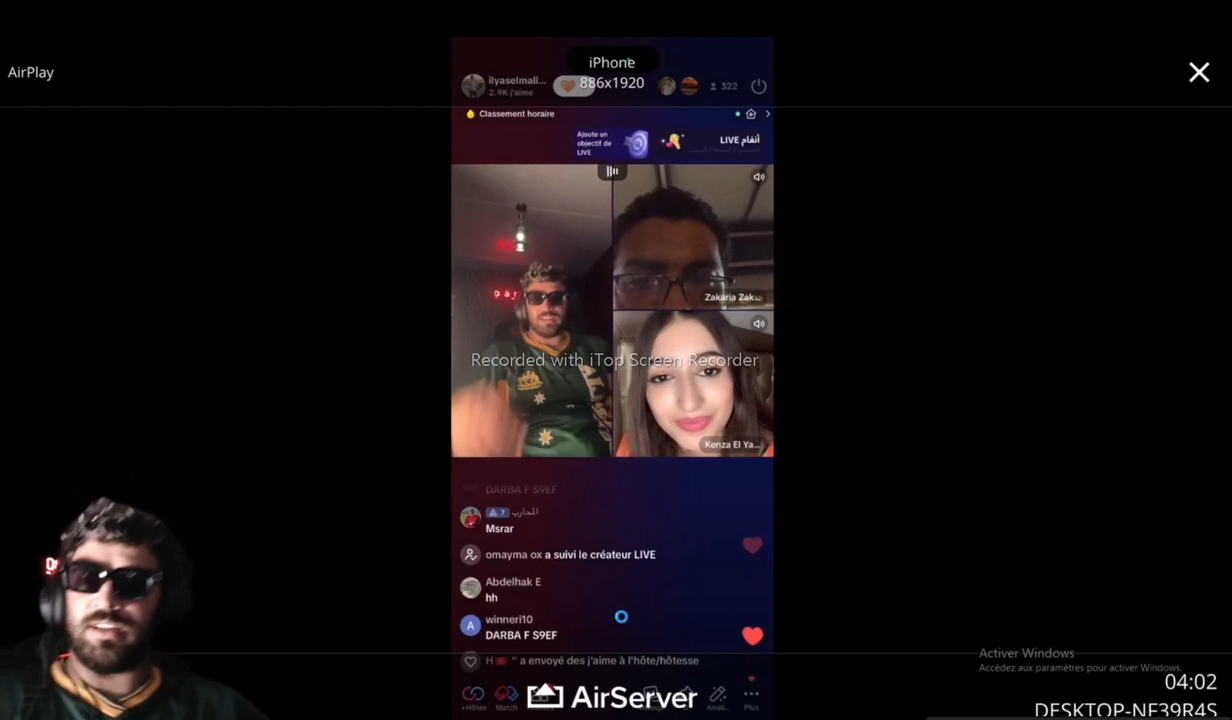 AirPlay
iPhone
886x1920
ilyaselmali...
2.9K j'aime
322
Classement horaire
Ajoute un
objectif de
LIVE
أنغام LIVE
Zakaria Zak...
Recorded with iTop Screen Recorder
Kenza El Ya...
DARBA F S9EF
7 المحارب
Msrar
omayma ox a suivi le créateur LIVE
Abdelhak E
hh
A
winneri10
DARBA F S9EF
H " a envoyé des j'aime à l'hôte/hôtesse
+Hôtes
Match
AirServer
Améli...
Plus
Activer Windows
Accédez aux paramètres pour activer Windows.
04:02
DESKTOP-NF39R4S